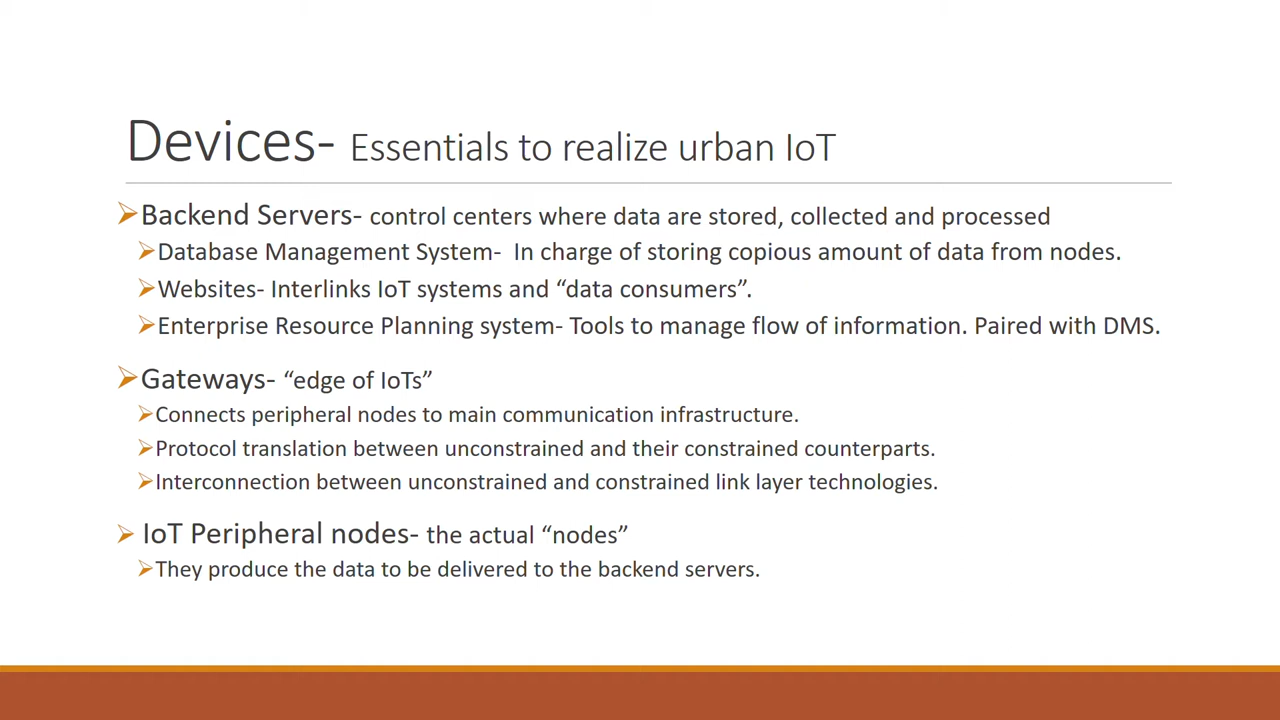 Devices- Essentials to realize urban IoT
Backend Servers- control centers where data are stored, collected and processed
Database Management System- In charge of storing copious amount of data from nodes.
Websites- Interlinks IoT systems and “data consumers”.
Enterprise Resource Planning system- Tools to manage flow of information. Paired with DMS.
Gateways- “edge of IoTs”
Connects peripheral nodes to main communication infrastructure.
Protocol translation between unconstrained and their constrained counterparts.
Interconnection between unconstrained and constrained link layer technologies.
IoT Peripheral nodes- the actual “nodes”
They produce the data to be delivered to the backend servers.